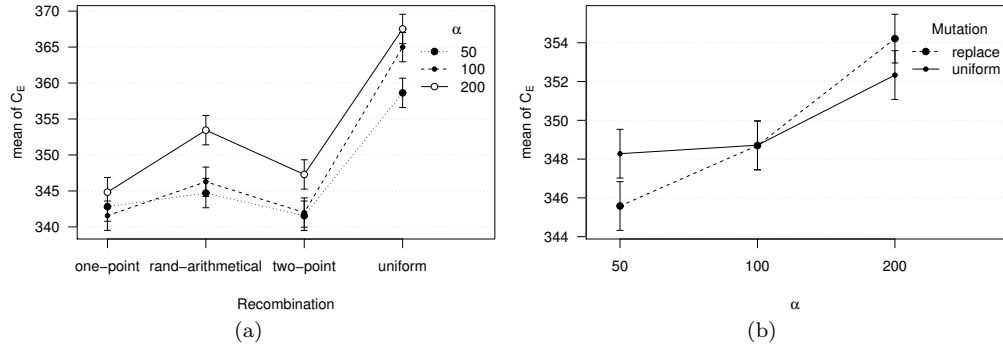 370
365
360
355
350
345
340
mean of C_E
α
50
100
200
one−point
rand−arithmetical
two−point
uniform
Recombination
(a)
354
352
350
348
346
344
mean of C_E
Mutation
replace
uniform
50
100
200
α
(b)